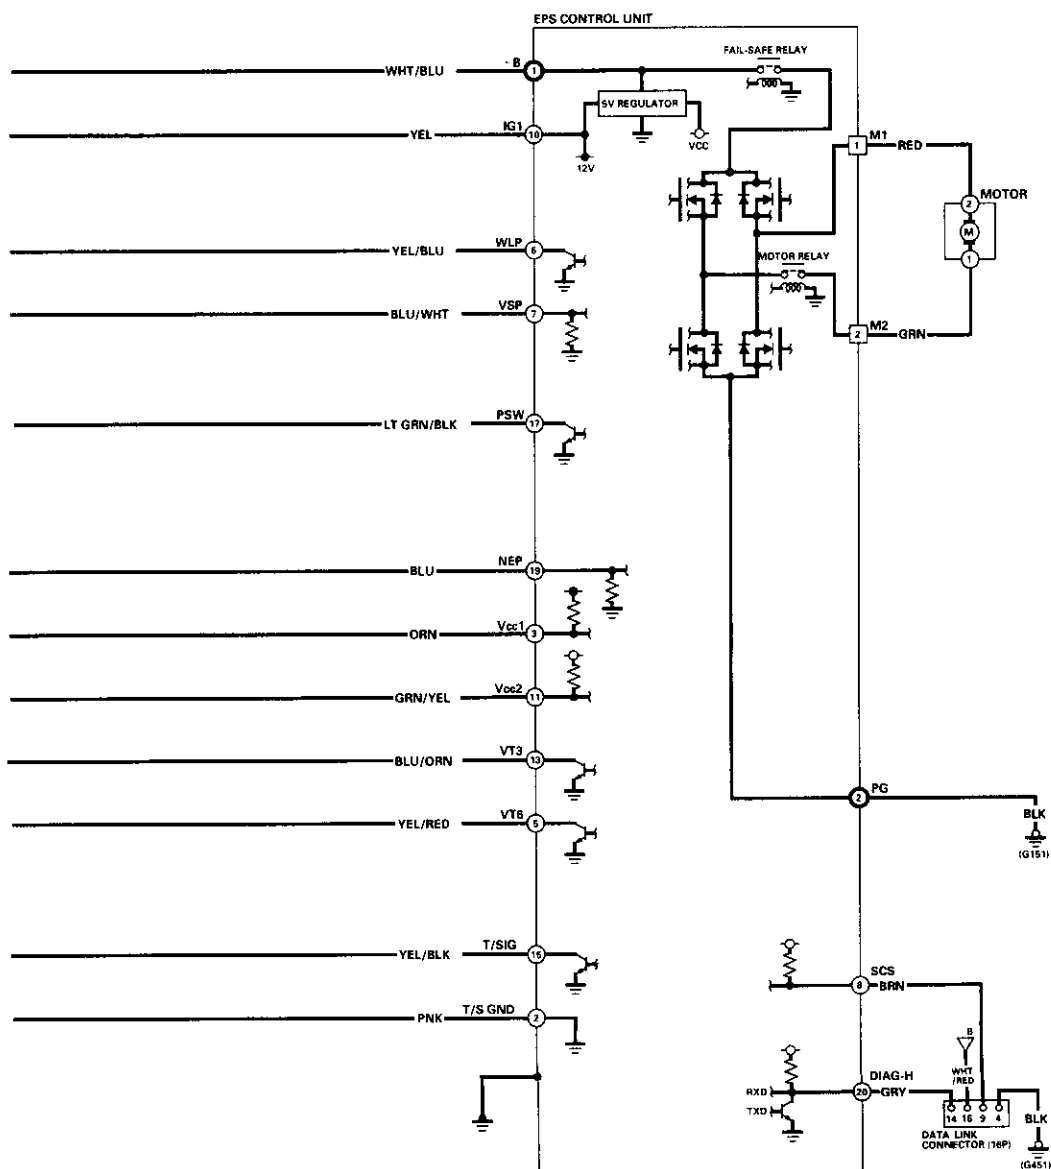 EPS CONTROL UNIT
FAIL-SAFE RELAY
WHT/BLU
-B
1
5V REGULATOR
VCC
YEL
IG1
10
12V
M1
1
RED
2
MOTOR
M
1
YEL/BLU
WLP
6
MOTOR RELAY
BLU/WHT
VSP
7
M2
2
GRN
LT GRN/BLK
PSW
17
BLU
NEP
19
ORN
Vcc1
3
GRN/YEL
Vcc2
11
BLU/ORN
VT3
13
PG
2
BLK
(G151)
YEL/RED
VT6
5
YEL/BLK
T/SIG
SCS
8
BRN
PNK
T/S GND
2
B
WHT
/RED
DIAG-H
RXD
20
GRY
TXD
14 16 9 4
BLK
DATA LINK
CONNECTOR (16P)
(G451)